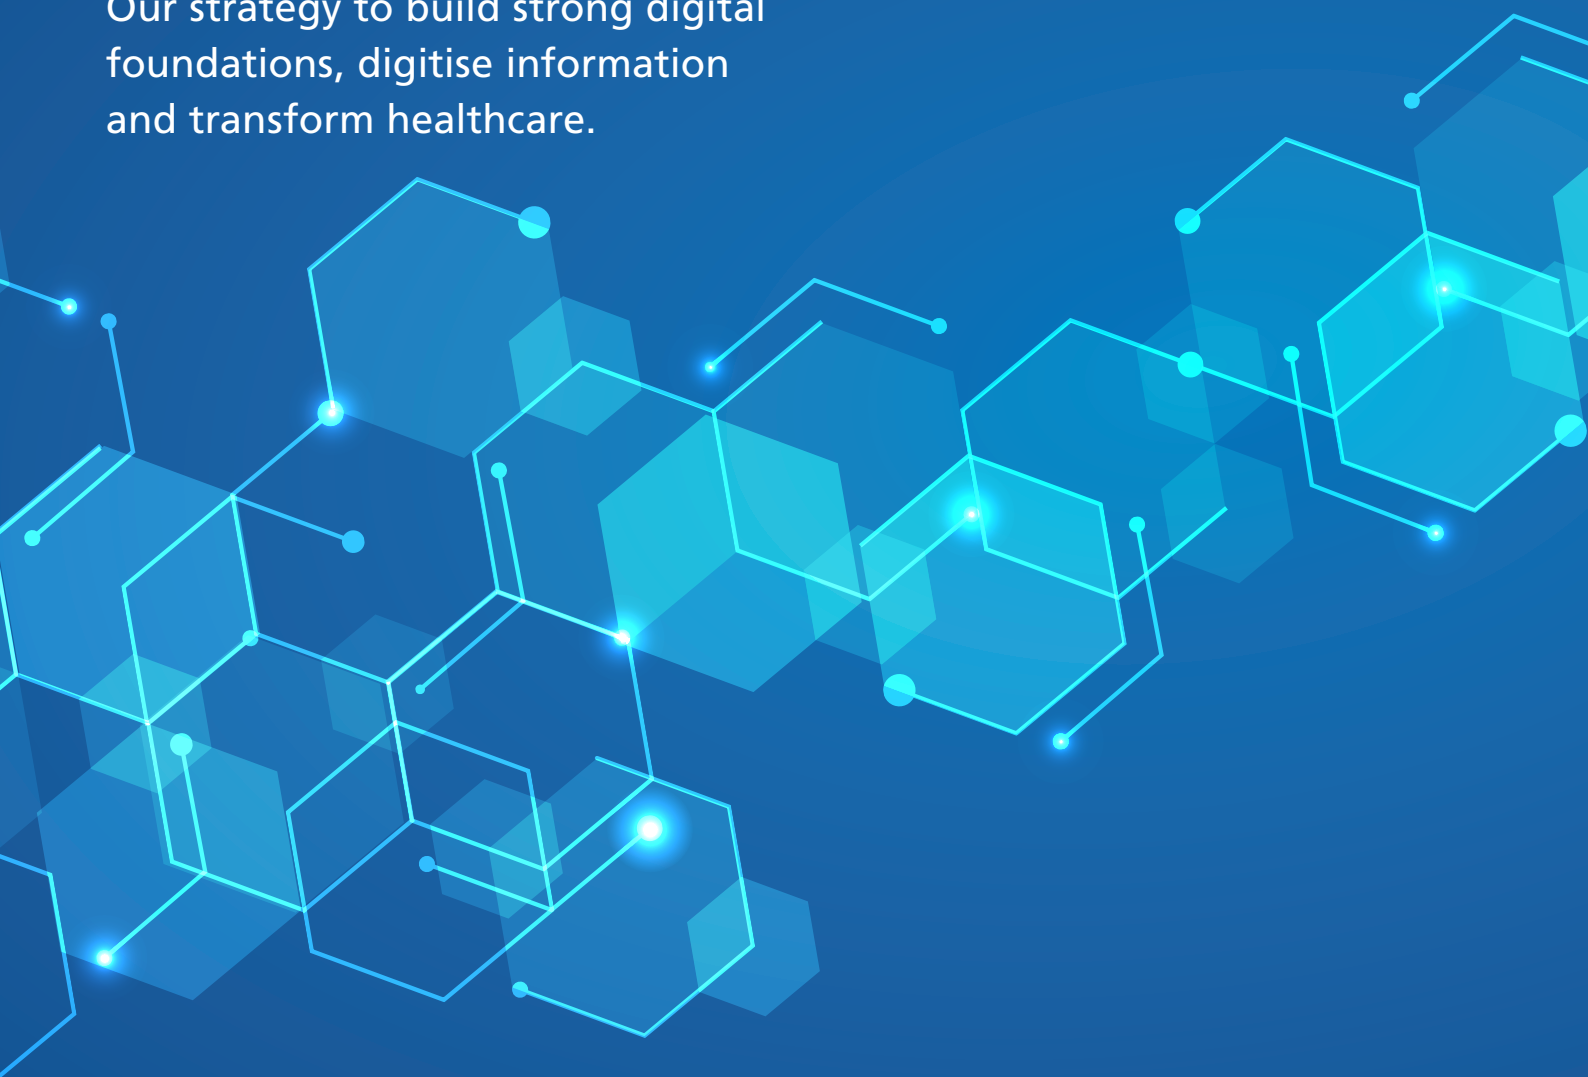 Our strategy to build strong digital
foundations, digitise information
and transform healthcare.